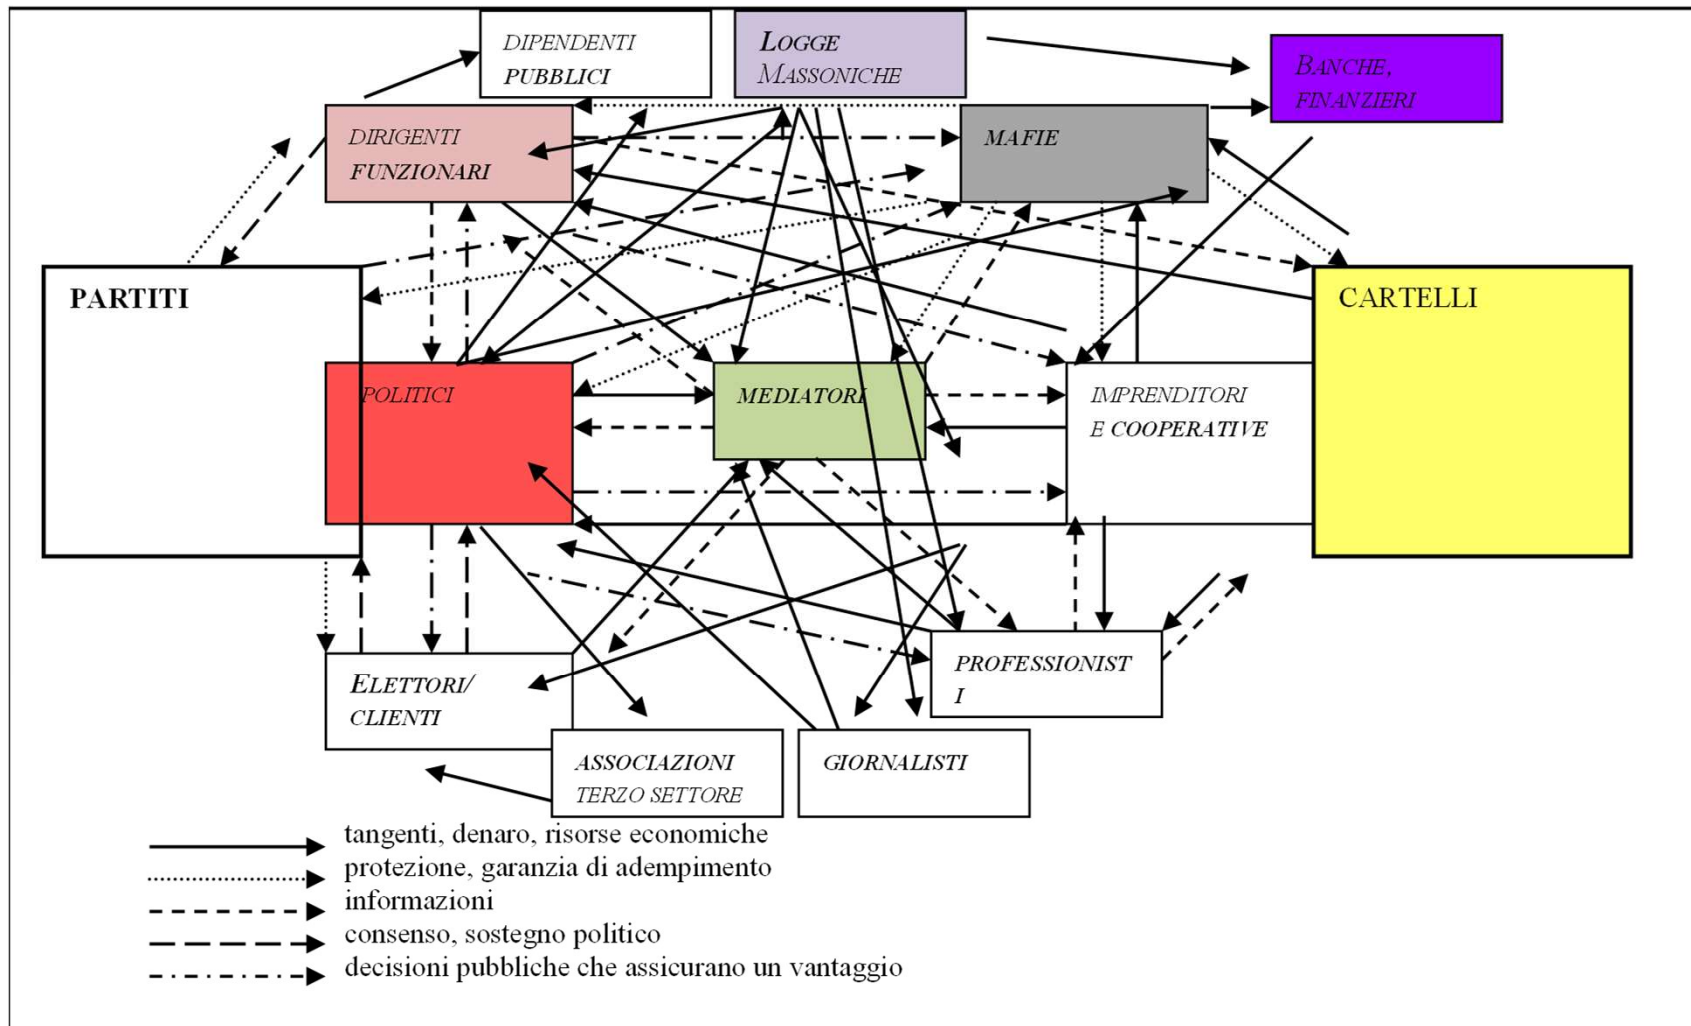 DIPENDENTI
PUBBLICI
LOGGE
MASSONICHE
BANCHE,
FINANZIERI
DIRIGENTI
FUNZIONARI
MAFIE
PARTITI
CARTELLI
POLITICI
MEDIATORI
IMPRENDITORI
E COOPERATIVE
ELETTORI/
CLIENTI
PROFESSIONIST
I
ASSOCIAZIONI
TERZO SETTORE
GIORNALISTI
tangenti, denaro, risorse economiche
protezione, garanzia di adempimento
informazioni
consenso, sostegno politico
decisioni pubbliche che assicurano un vantaggio